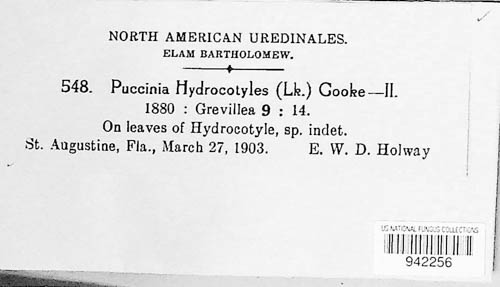 NORTH AMERICAN UREDINALES.
ELAM BARTHOLOMEW.
548. Puccinia Hydrocotyles (Lk.) Cooke—II.
1880 : Grevillea 9 : 14.
On leaves of Hydrocotyle, sp. indet.
St. Augustine, Fla., March 27, 1903. E. W. D. Holway
US NATIONAL FUNGUS COLLECTIONS
942256